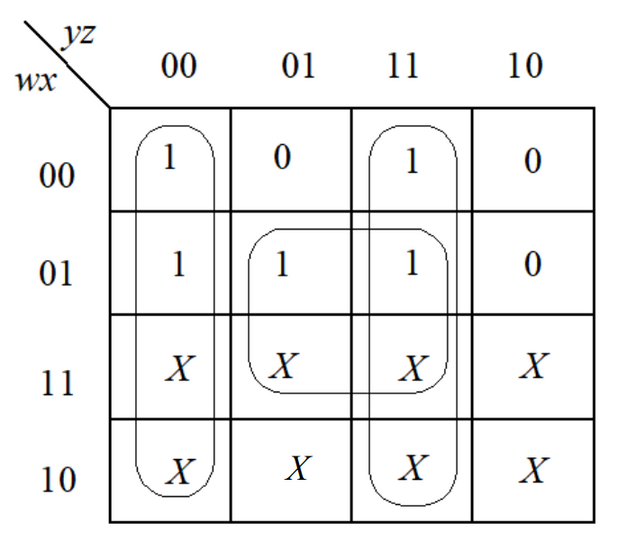 yz
wx
00 01 11 10
00 1 0 1 0
01 1 1 1 0
11 X X X X
10 X X X X